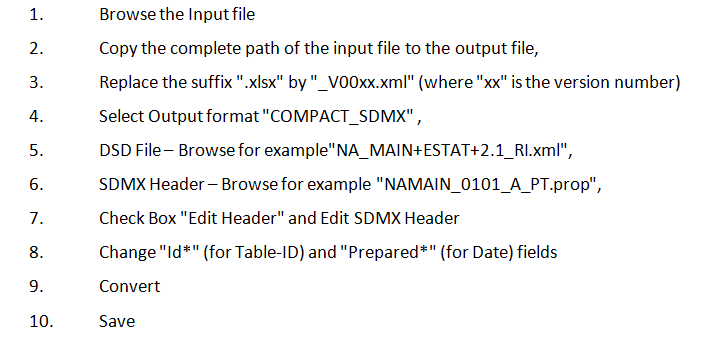 1. Browse the Input file
2. Copy the complete path of the input file to the output file,
3. Replace the suffix ".xlsx" by "_V00xx.xml" (where "xx" is the version number)
4. Select Output format "COMPACT_SDMX" ,
5. DSD File – Browse for example"NA_MAIN+ESTAT+2.1_RI.xml",
6. SDMX Header – Browse for example "NAMAIN_0101_A_PT.prop",
7. Check Box "Edit Header" and Edit SDMX Header
8. Change "Id*" (for Table-ID) and "Prepared*" (for Date) fields
9. Convert
10. Save